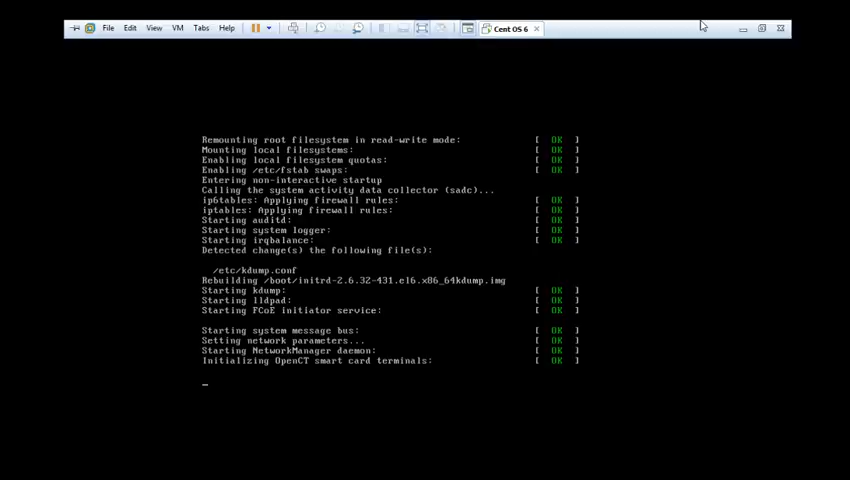 File Edit View VM Tabs Help Cent OS 6
Remounting root filesystem in read-write mode: [ OK ]
Mounting local filesystems: [ OK ]
Enabling local filesystem quotas: [ OK ]
Enabling /etc/fstab swaps: [ OK ]
Entering non-interactive startup
Calling the system activity data collector (sadc)...
ip6tables: Applying firewall rules: [ OK ]
iptables: Applying firewall rules: [ OK ]
Starting auditd: [ OK ]
Starting system logger: [ OK ]
Starting irqbalance: [ OK ]
Detected change(s) the following file(s):
/etc/kdump.conf
Rebuilding /boot/initrd-2.6.32-431.el6.x86_64kdump.img
Starting kdump: [ OK ]
Starting lldpad: [ OK ]
Starting FCoE initiator service: [ OK ]
Starting system message bus: [ OK ]
Setting network parameters... [ OK ]
Starting NetworkManager daemon: [ OK ]
Initializing OpenCT smart card terminals: [ OK ]